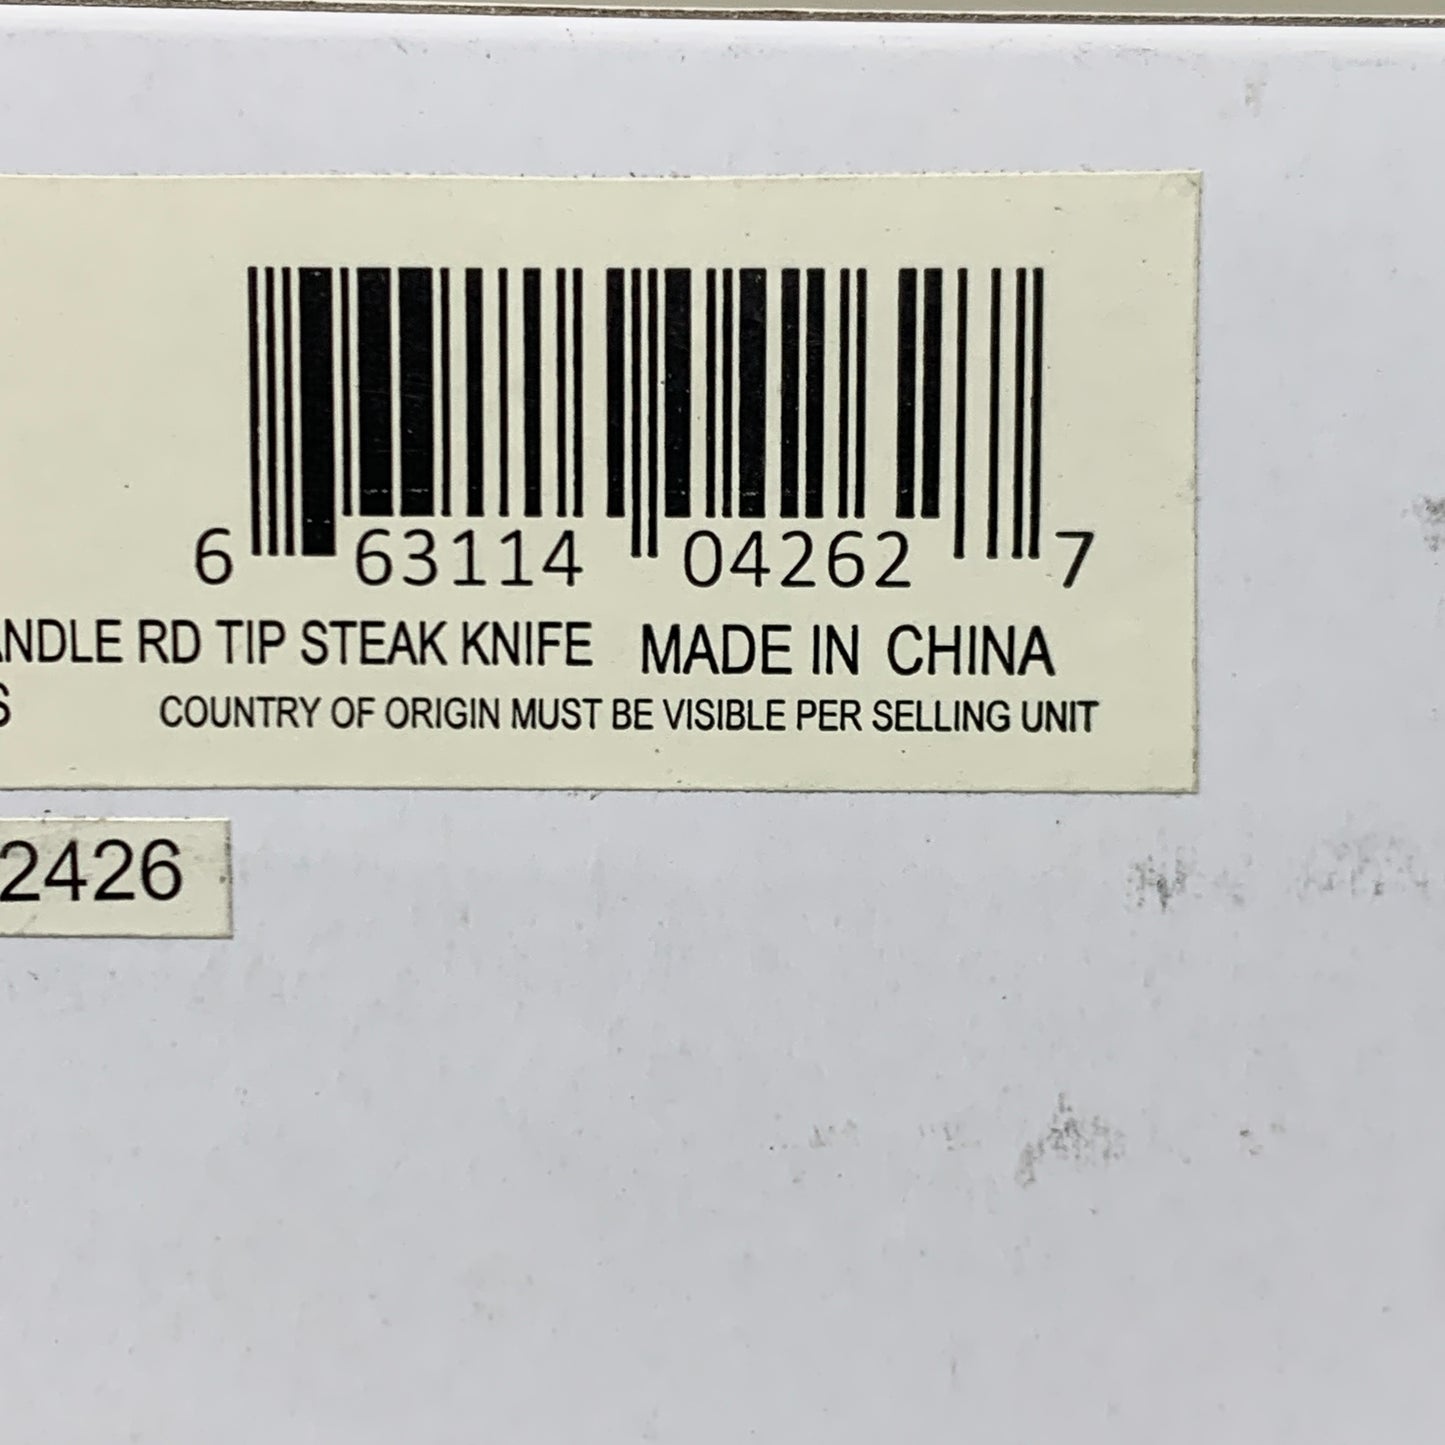 6 63114 04262 7
ANDLE RD TIP STEAK KNIFE MADE IN CHINA
S COUNTRY OF ORIGIN MUST BE VISIBLE PER SELLING UNIT
2426